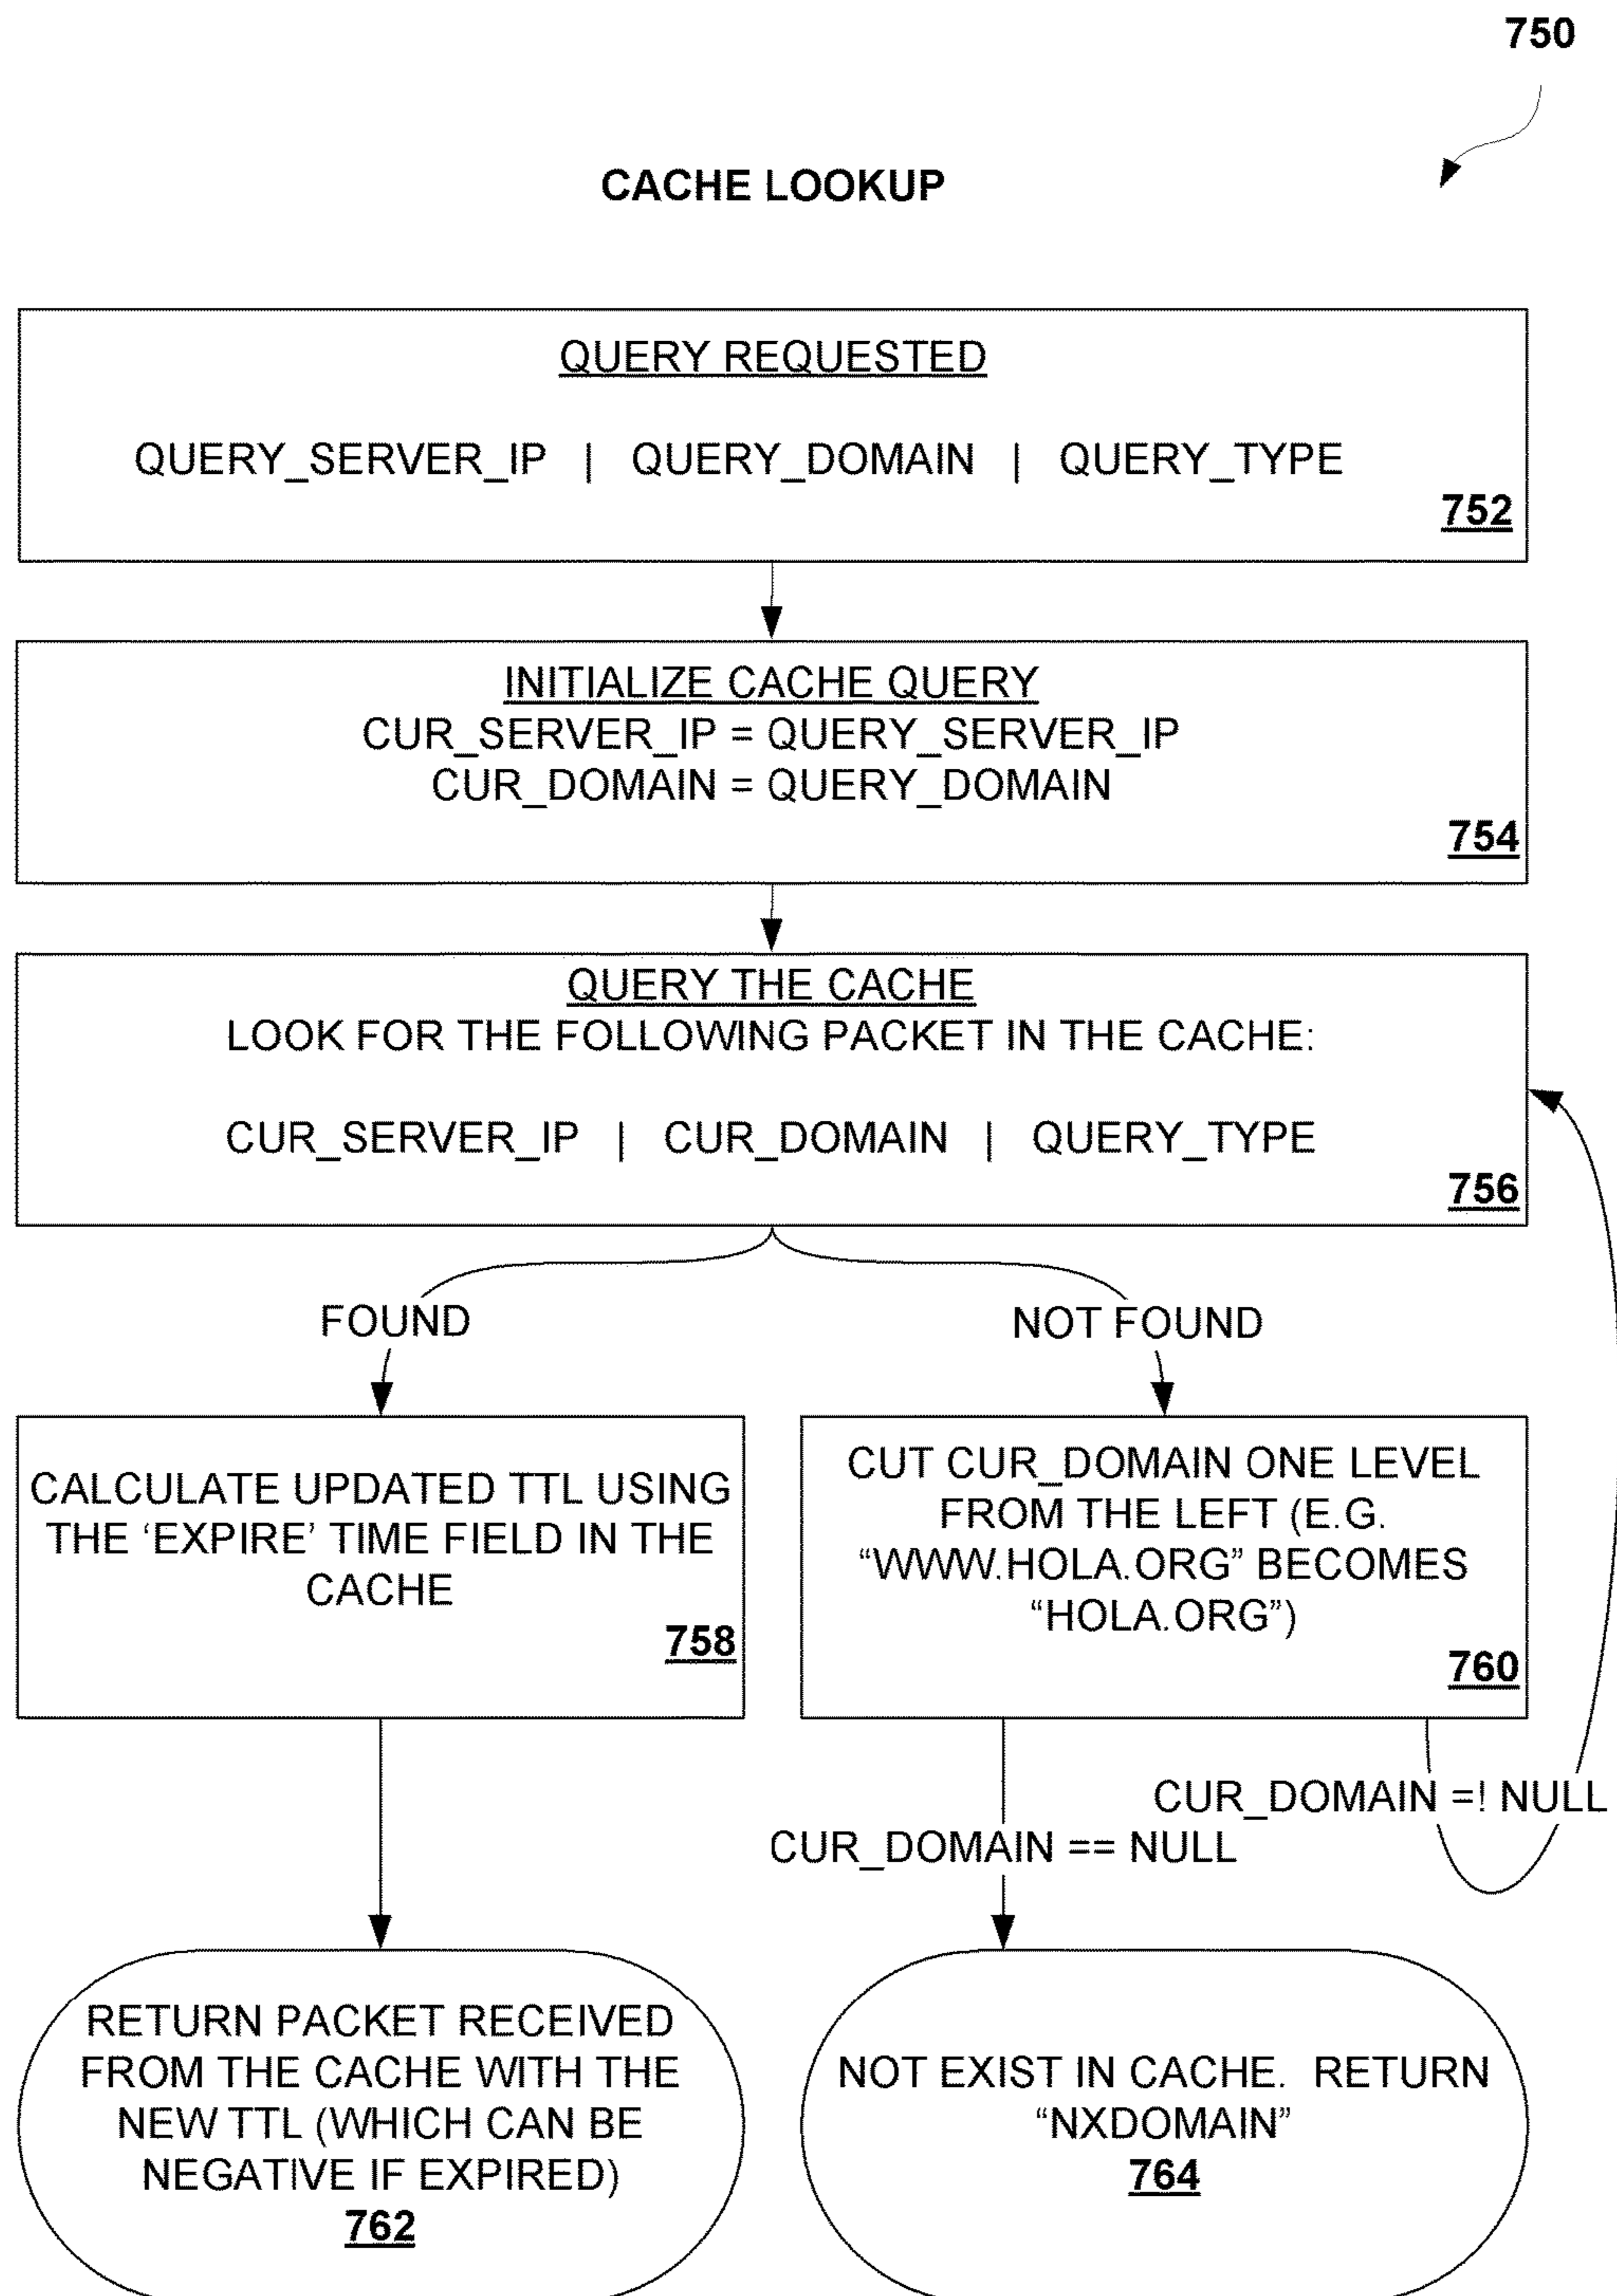 750
CACHE LOOKUP
QUERY REQUESTED
QUERY_SERVER_IP | QUERY_DOMAIN | QUERY_TYPE
752
INITIALIZE CACHE QUERY
CUR_SERVER_IP = QUERY_SERVER_IP
CUR_DOMAIN = QUERY_DOMAIN
754
QUERY THE CACHE
LOOK FOR THE FOLLOWING PACKET IN THE CACHE:
CUR_SERVER_IP | CUR_DOMAIN | QUERY_TYPE
756
FOUND
NOT FOUND
CALCULATE UPDATED TTL USING
THE ‘EXPIRE’ TIME FIELD IN THE
CACHE
758
CUT CUR_DOMAIN ONE LEVEL
FROM THE LEFT (E.G.
“WWW.HOLA.ORG” BECOMES
“HOLA.ORG”)
760
CUR_DOMAIN =! NULL
CUR_DOMAIN == NULL
RETURN PACKET RECEIVED
FROM THE CACHE WITH THE
NEW TTL (WHICH CAN BE
NEGATIVE IF EXPIRED)
762
NOT EXIST IN CACHE. RETURN
“NXDOMAIN”
764